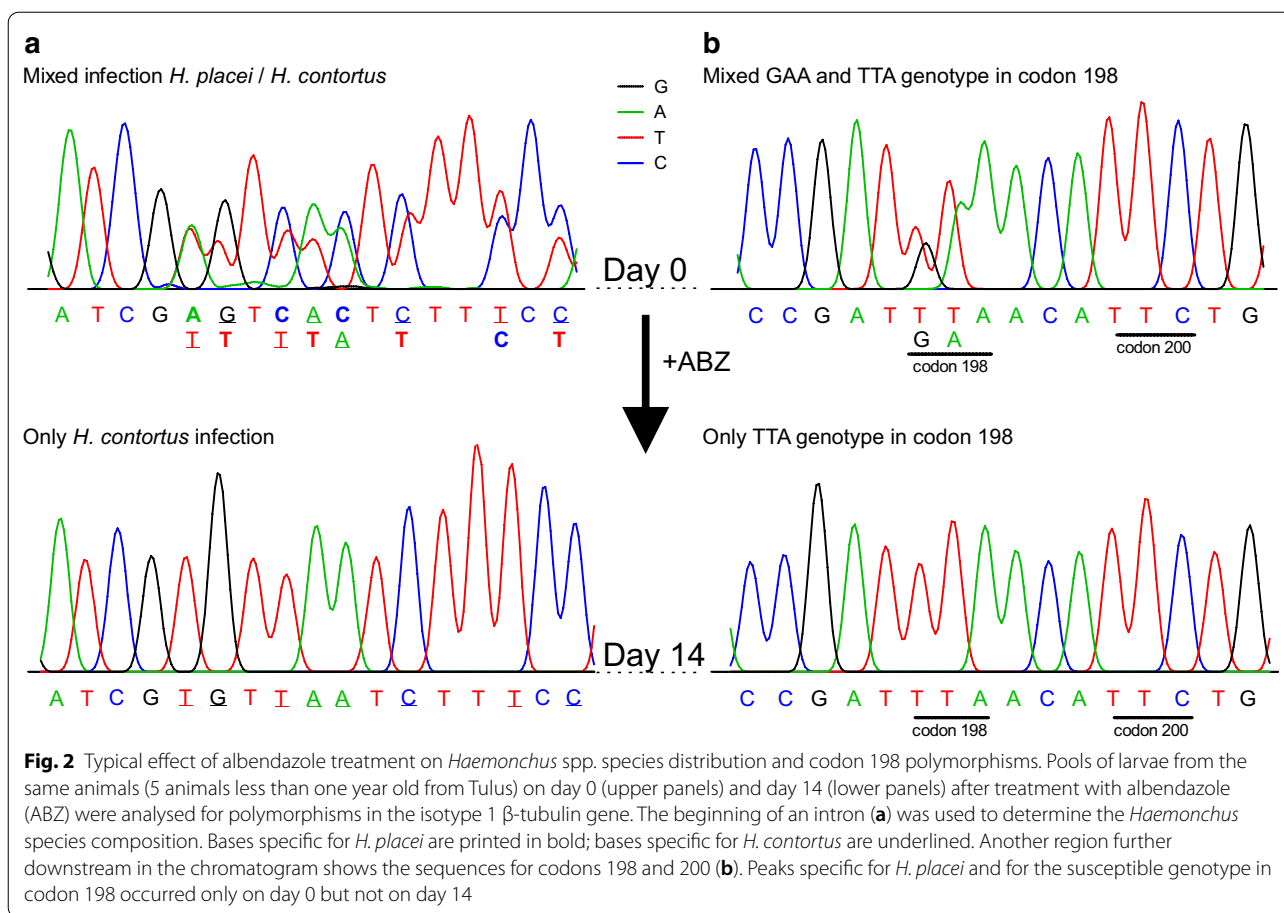 a
Mixed infection H. placei / H. contortus
G
A
T
C
b
Mixed GAA and TTA genotype in codon 198
Day 0
A T C G A G T C A C T C T T T C C
T T T T A T C T
C C G A T T T A A C A T T C T G
G A
codon 198
codon 200
+ABZ
Only H. contortus infection
Only TTA genotype in codon 198
Day 14
A T C G T G T T A A T C T T T C C
C C G A T T T A A C A T T C T G
codon 198
codon 200
Fig. 2 Typical effect of albendazole treatment on Haemonchus spp. species distribution and codon 198 polymorphisms. Pools of larvae from the
same animals (5 animals less than one year old from Tulus) on day 0 (upper panels) and day 14 (lower panels) after treatment with albendazole
(ABZ) were analysed for polymorphisms in the isotype 1 β-tubulin gene. The beginning of an intron (a) was used to determine the Haemonchus
species composition. Bases specific for H. placei are printed in bold; bases specific for H. contortus are underlined. Another region further
downstream in the chromatogram shows the sequences for codons 198 and 200 (b). Peaks specific for H. placei and for the susceptible genotype in
codon 198 occurred only on day 0 but not on day 14